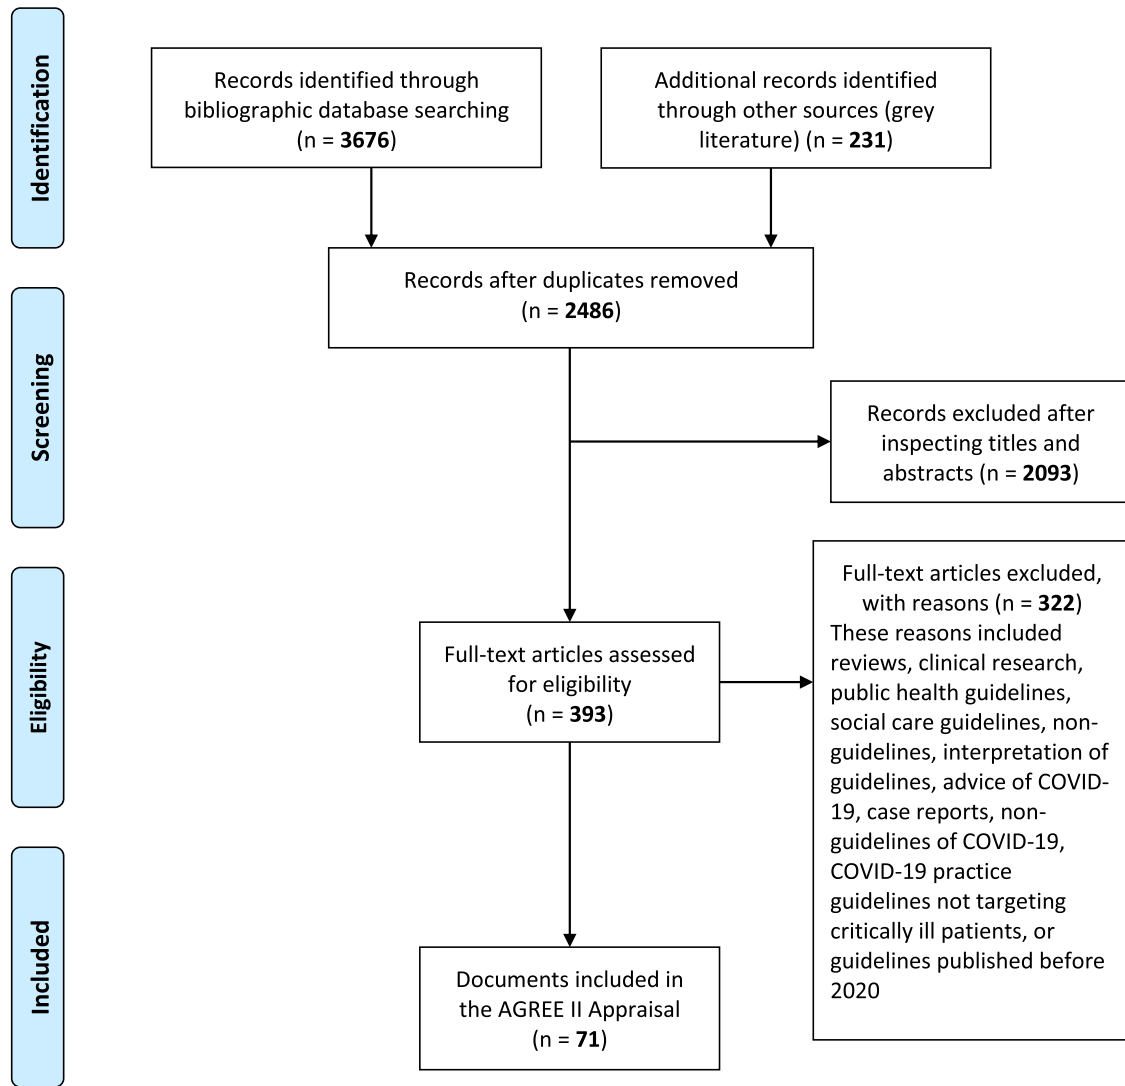 Identification
Records identified through
bibliographic database searching
(n = 3676)
Additional records identified
through other sources (grey
literature) (n = 231)
Records after duplicates removed
(n = 2486)
Screening
Records excluded after
inspecting titles and
abstracts (n = 2093)
Eligibility
Full-text articles assessed
for eligibility
(n = 393)
Full-text articles excluded,
with reasons (n = 322)
These reasons included
reviews, clinical research,
public health guidelines,
social care guidelines, non-
guidelines, interpretation of
guidelines, advice of COVID-
19, case reports, non-
guidelines of COVID-19,
COVID-19 practice
guidelines not targeting
critically ill patients, or
guidelines published before
2020
Included
Documents included in
the AGREE II Appraisal
(n = 71)